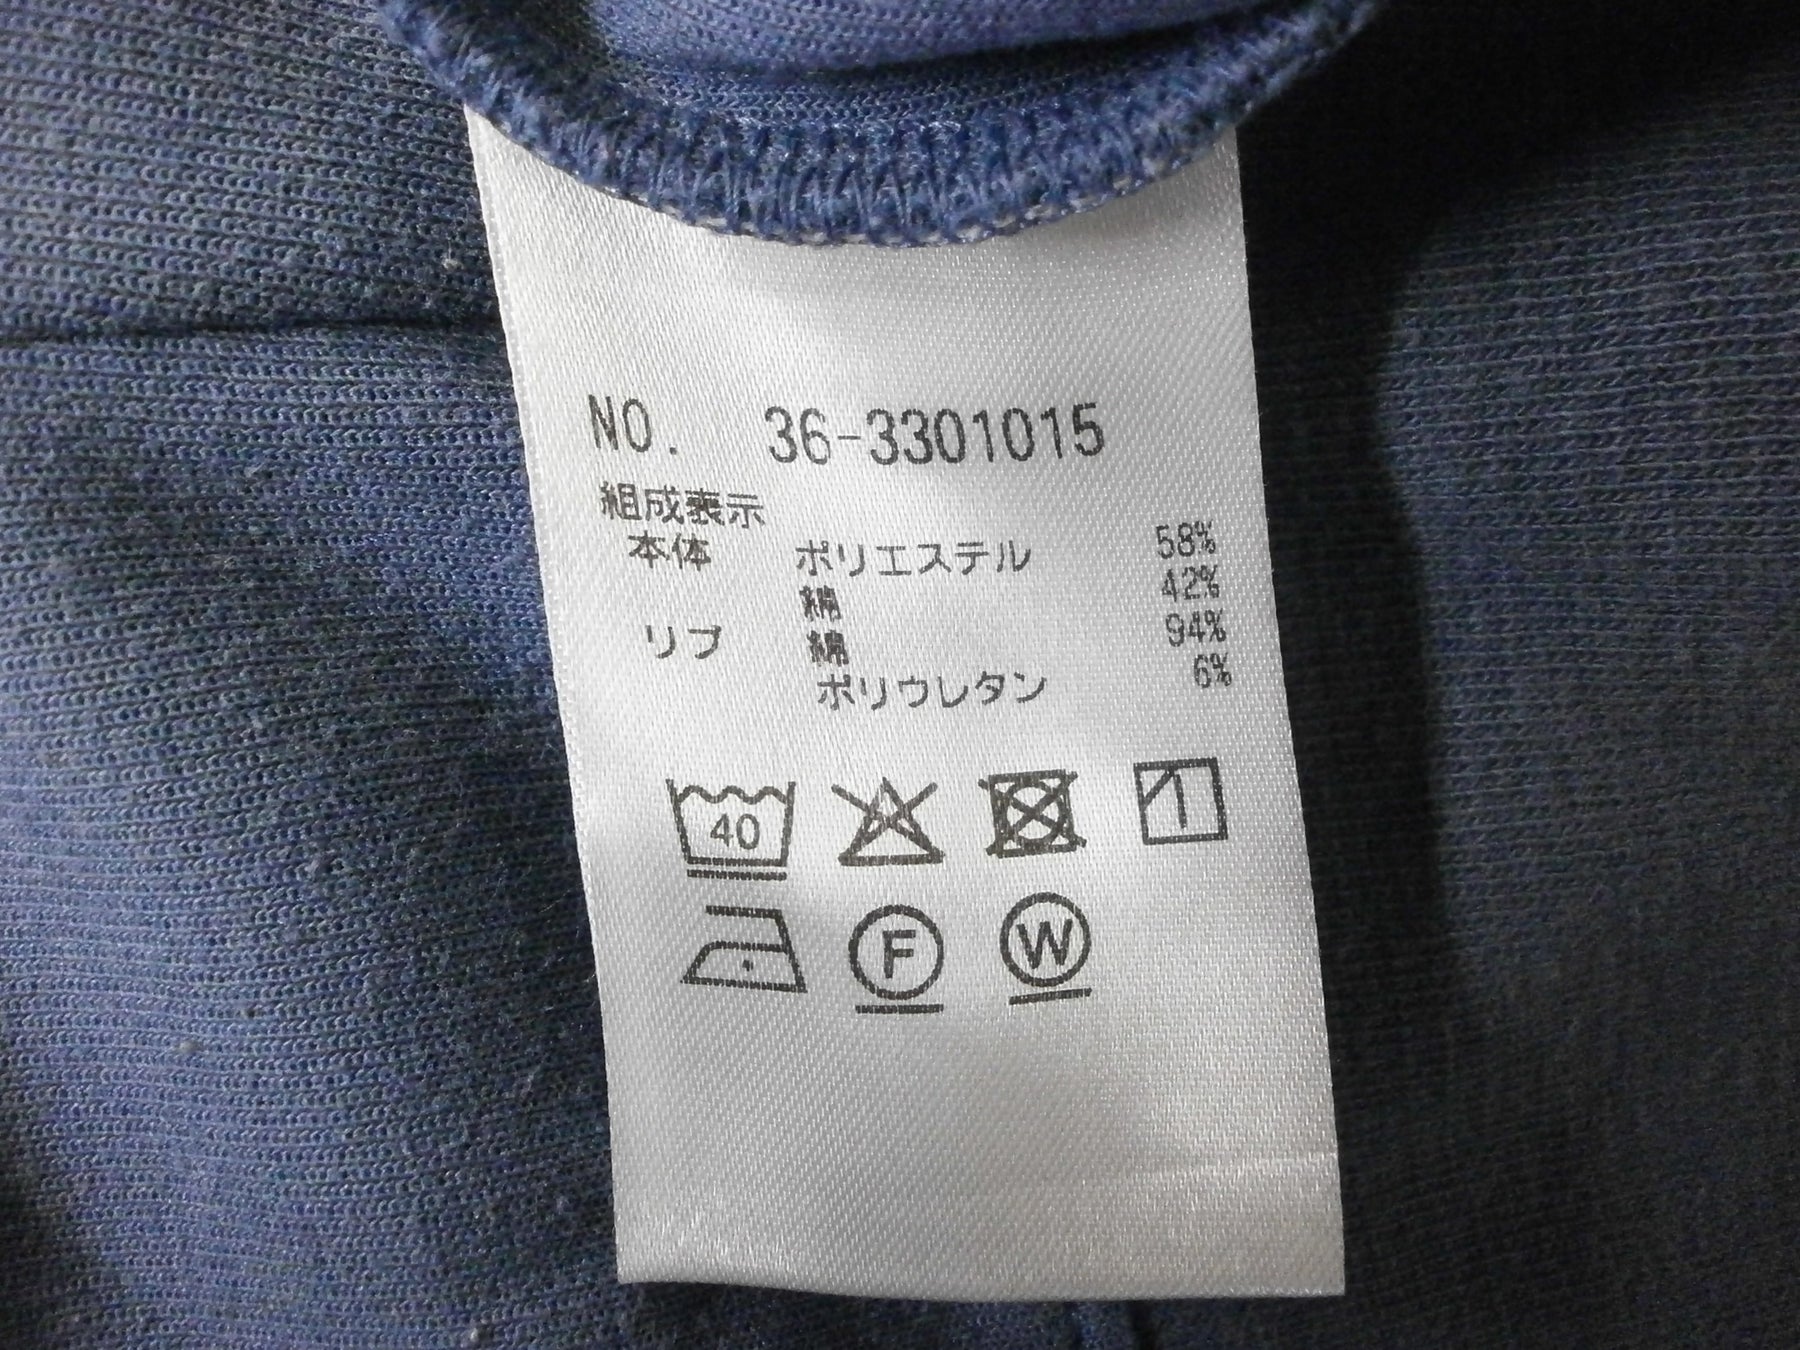 NO. 36-3301015
組成表示
本体 ポリエステル 58%
綿 42%
リブ 綿 94%
ポリウレタン 6%
40
F W